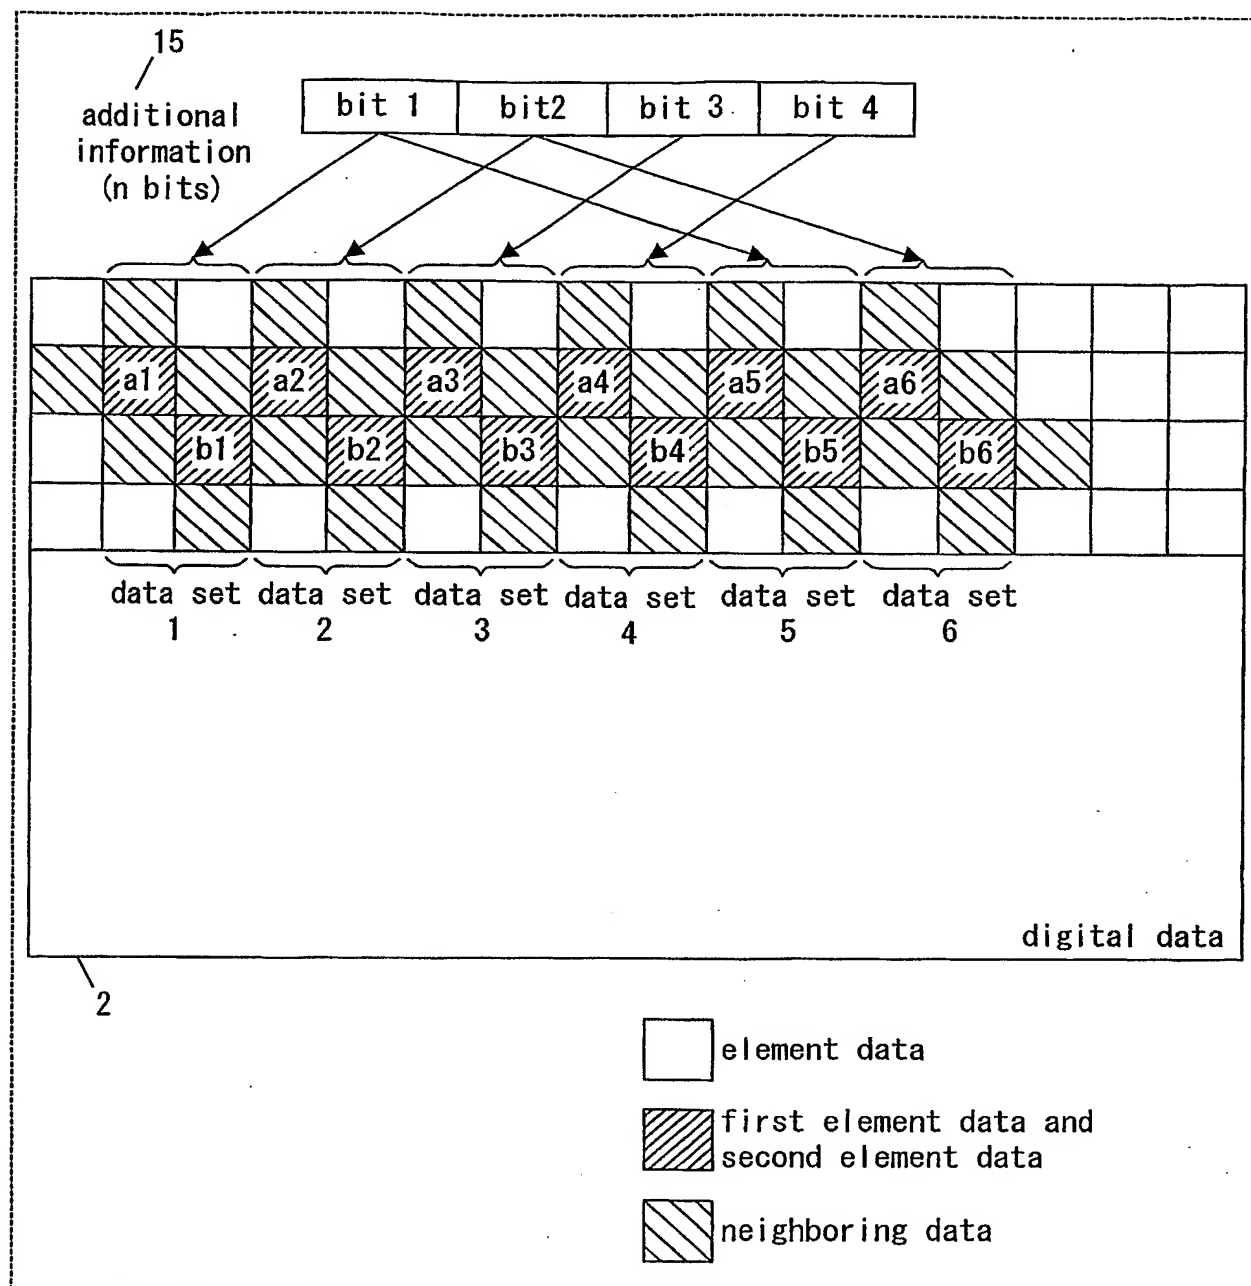 15
additional
information
(n bits)
bit 1 bit2 bit 3 bit 4
a1 a2 a3 a4 a5 a6
b1 b2 b3 b4 b5 b6
data set data set data set data set data set data set
1 2 3 4 5 6
digital data
2
element data
first element data and
second element data
neighboring data